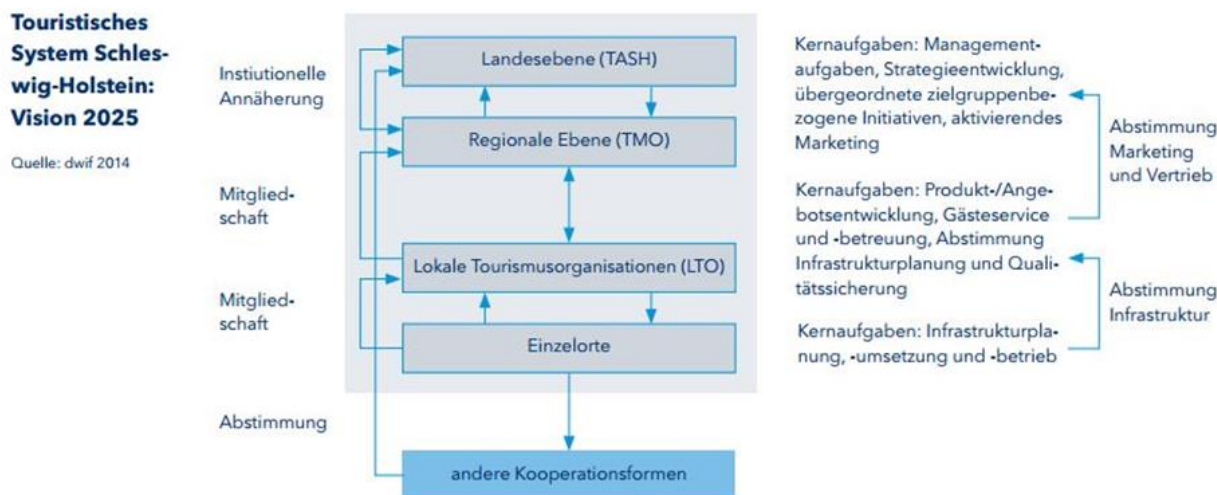 Touristisches
System Schles-
wig-Holstein:
Vision 2025
Quelle: dwif 2014
Instiutionelle
Annäherung
Mitglied-
schaft
Mitglied-
schaft
Abstimmung
Landesebene (TASH)
Regionale Ebene (TMO)
Lokale Tourismusorganisationen (LTO)
Einzelorte
andere Kooperationsformen
Kernaufgaben: Management-
aufgaben, Strategieentwicklung,
übergeordnete zielgruppenbe-
zogene Initiativen, aktivierendes
Marketing
Kernaufgaben: Produkt-/Ange-
botsentwicklung, Gästeservice
und -betreuung, Abstimmung
Infrastrukturplanung und Quali-
tätssicherung
Kernaufgaben: Infrastrukturpla-
nung, -umsetzung und -betrieb
Abstimmung
Marketing
und Vertrieb
Abstimmung
Infrastruktur